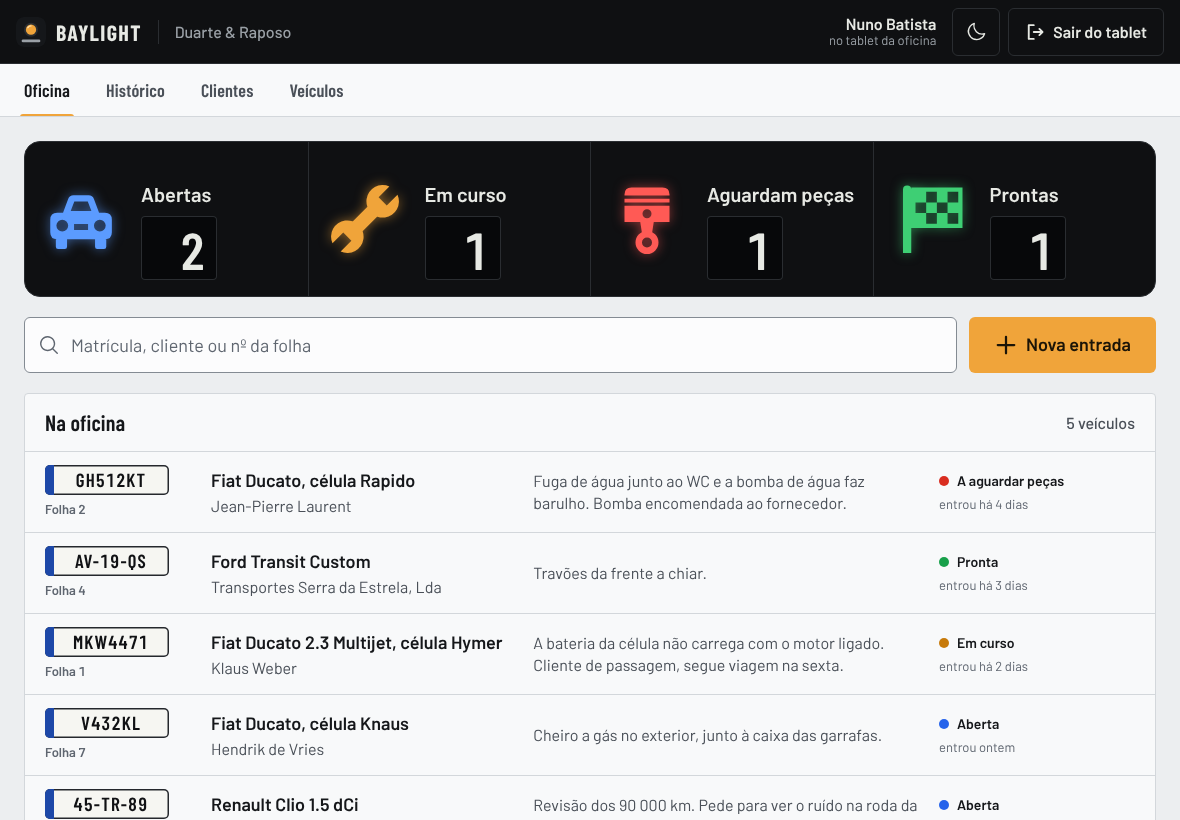 BAYLIGHT
Duarte & Raposo
Nuno Batista
no tablet da oficina
Sair do tablet
Oficina
Histórico
Clientes
Veículos
Abertas
2
Em curso
1
Aguardam peças
1
Prontas
1
Matrícula, cliente ou nº da folha
Nova entrada
Na oficina
5 veículos
GH512KT
Folha 2
Fiat Ducato, célula Rapido
Jean-Pierre Laurent
Fuga de água junto ao WC e a bomba de água faz
barulho. Bomba encomendada ao fornecedor.
A aguardar peças
entrou há 4 dias
AV-19-QS
Folha 4
Ford Transit Custom
Transportes Serra da Estrela, Lda
Travões da frente a chiar.
Pronta
entrou há 3 dias
MKW4471
Folha 1
Fiat Ducato 2.3 Multijet, célula Hymer
Klaus Weber
A bateria da célula não carrega com o motor ligado.
Cliente de passagem, segue viagem na sexta.
Em curso
entrou há 2 dias
V432KL
Folha 7
Fiat Ducato, célula Knaus
Hendrik de Vries
Cheiro a gás no exterior, junto à caixa das garrafas.
Aberta
entrou ontem
45-TR-89
Renault Clio 1.5 dCi
Revisão dos 90 000 km. Pede para ver o ruído na roda da
Aberta